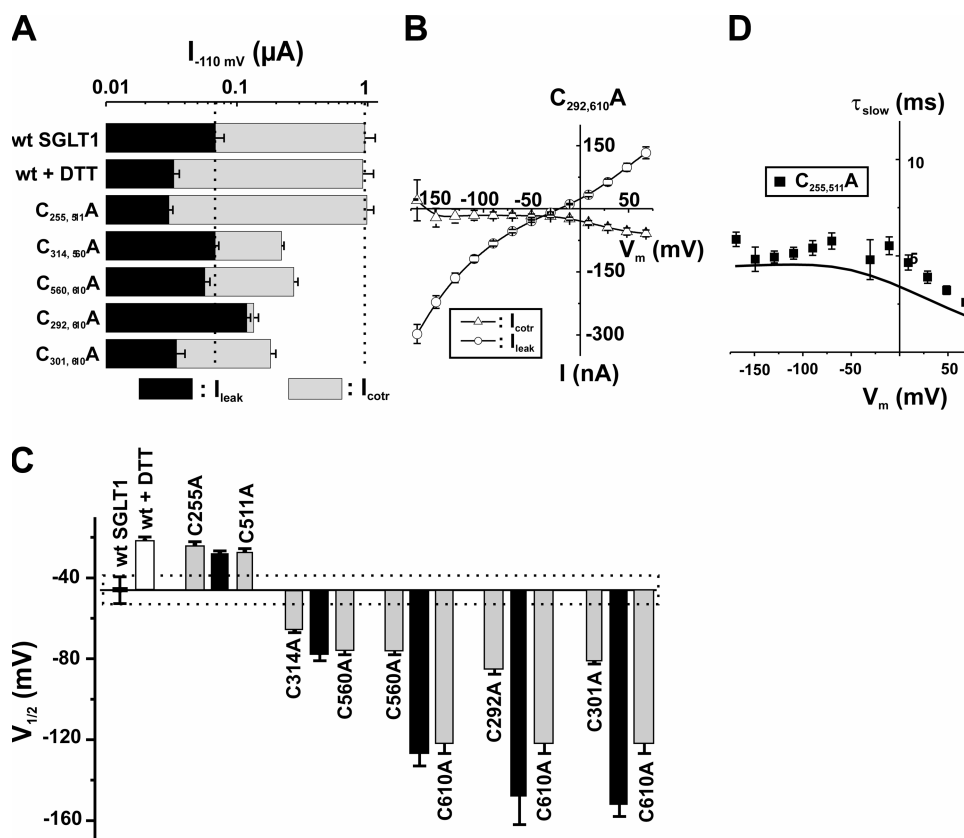 A
I-110 mV (µA)
0.01 0.1 1
wt SGLT1
wt + DTT
C255, 511A
C314, 550A
C560, 610A
C292, 610A
C301, 610A
: Ileak : Icotr
B
C292,610A
150
-150 -100 -50 50
Vm (mV)
-150
-300
: Icotr
: Ileak
I (nA)
D
τslow (ms)
10
C255,511A
5
-150 -100 -50 0 50
Vm (mV)
C
wt SGLT1
wt + DTT
C255A
C511A
-40
-80
-120
-160
V1/2 (mV)
C314A
C560A
C560A
C610A
C292A
C610A
C301A
C610A